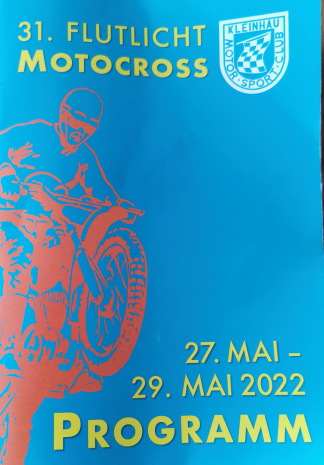 31. FLUTLICHT
MOTOCROSS
KLEINHAU
MOTOR · SPORT · CLUB
27. MAI –
29. MAI 2022
PROGRAMM